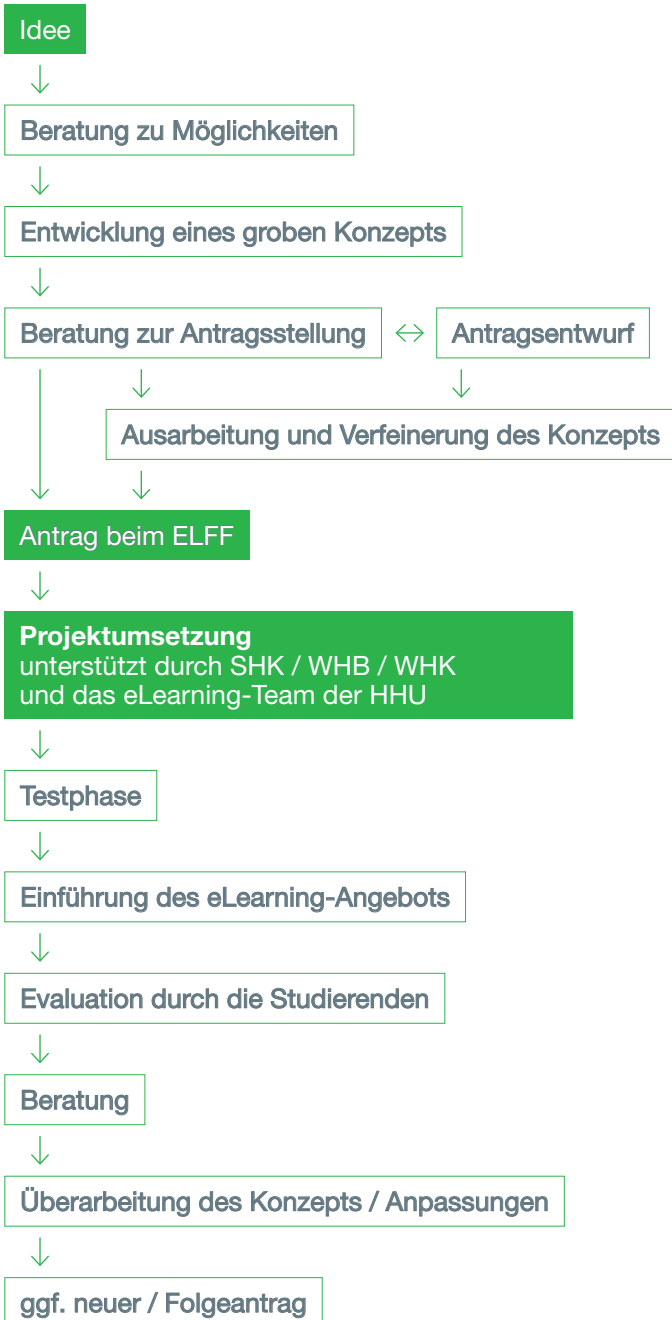 Idee
Beratung zu Möglichkeiten
Entwicklung eines groben Konzepts
Beratung zur Antragsstellung
Antragsentwurf
Ausarbeitung und Verfeinerung des Konzepts
Antrag beim ELFF
Projektumsetzung
unterstützt durch SHK / WHB / WHK
und das eLearning-Team der HHU
Testphase
Einführung des eLearning-Angebots
Evaluation durch die Studierenden
Beratung
Überarbeitung des Konzepts / Anpassungen
ggf. neuer / Folgeantrag